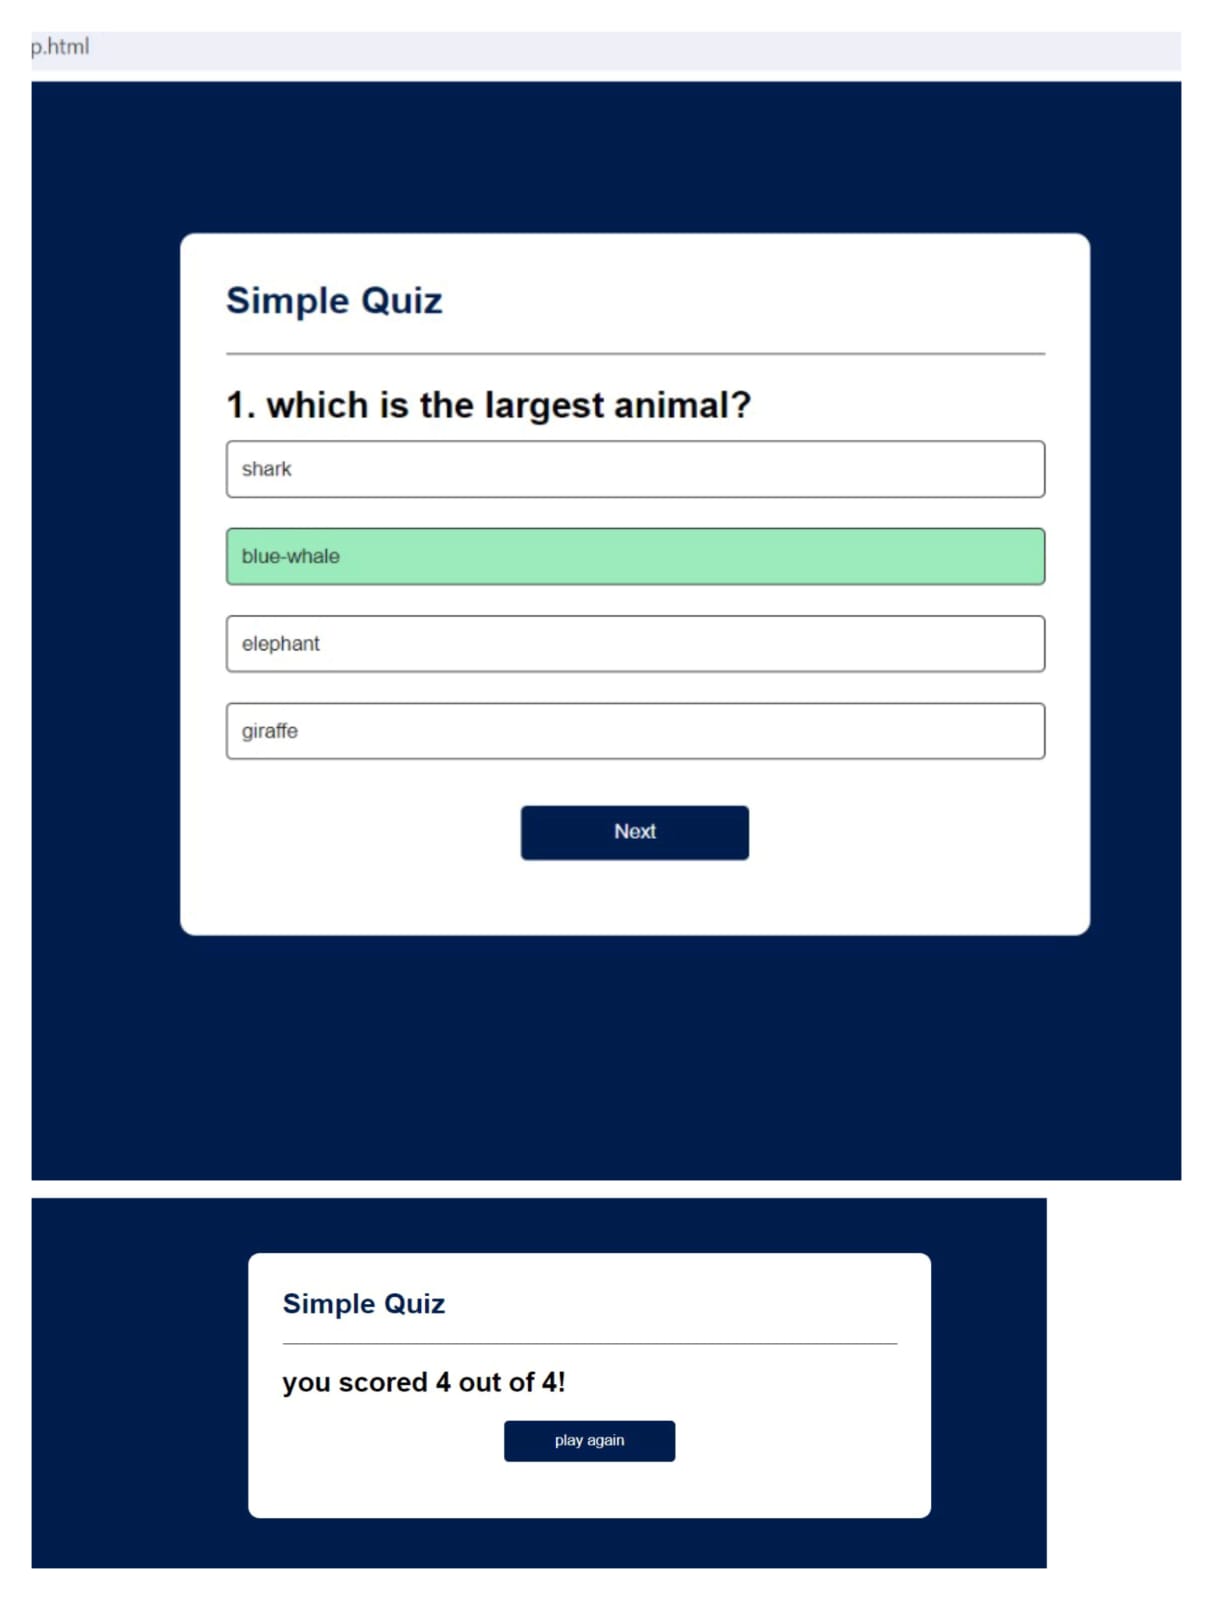 p.html
Simple Quiz
1. which is the largest animal?
shark
blue-whale
elephant
giraffe
Next
Simple Quiz
you scored 4 out of 4!
play again